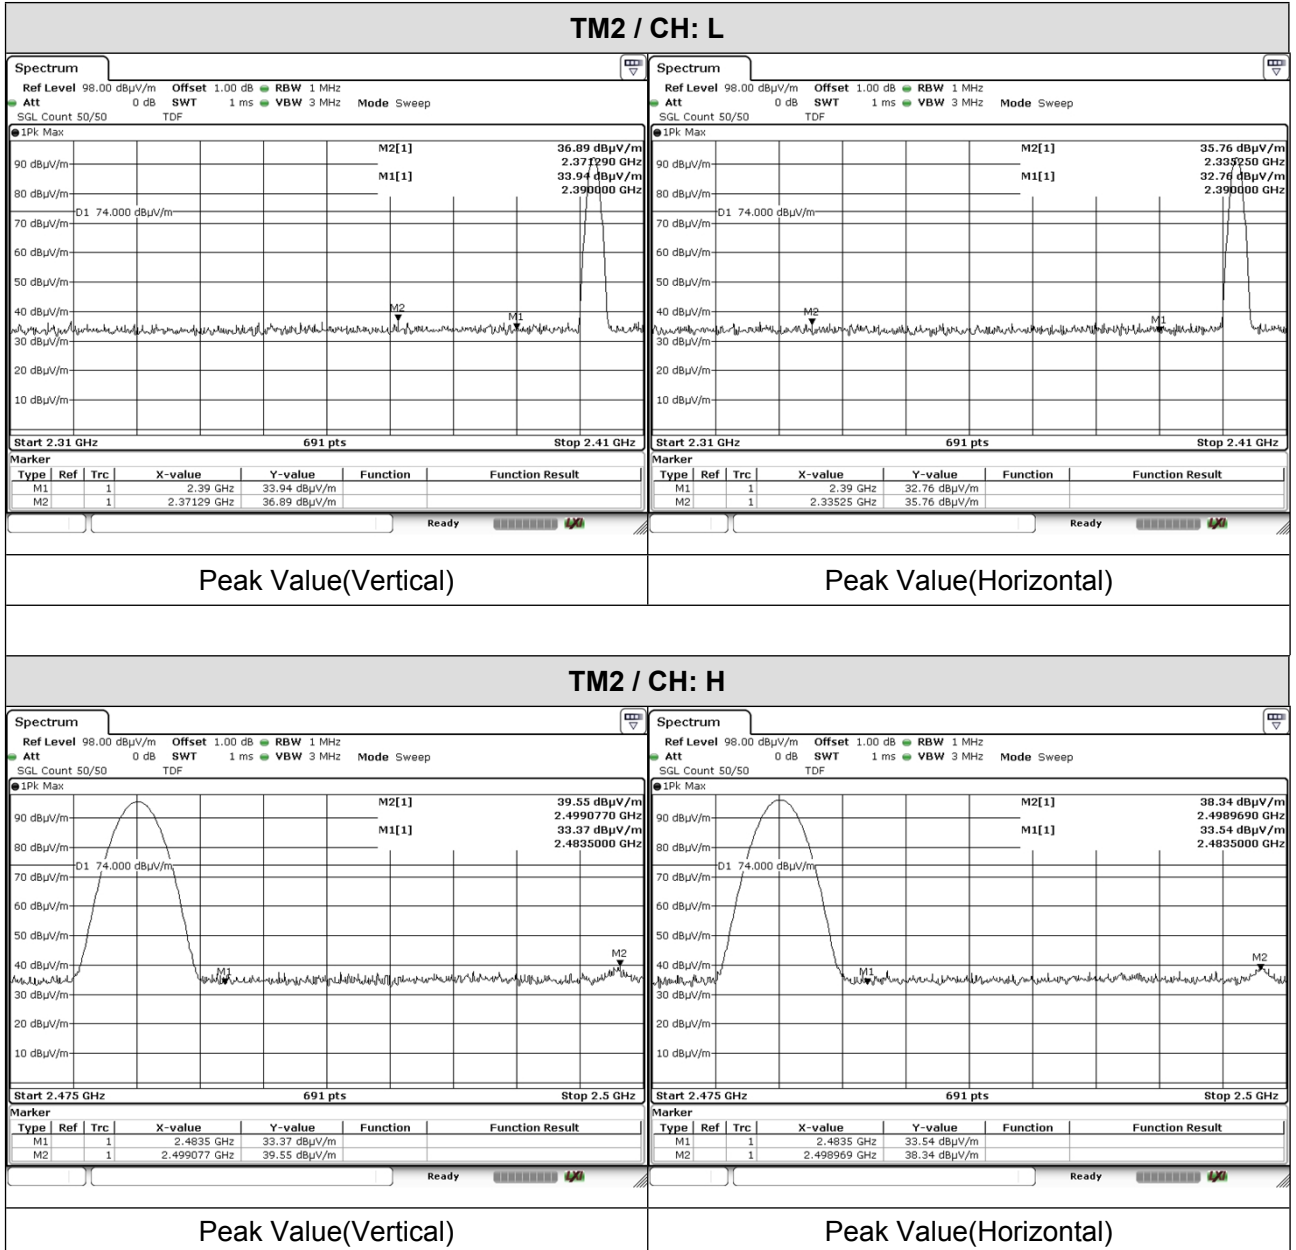 TM2 / CH: L
Spectrum
Ref Level 98.00 dBµV/m Offset 1.00 dB RBW 1 MHz
Att 0 dB SWT 1 ms VBW 3 MHz Mode Sweep
SGL Count 50/50 TDF
1Pk Max
M2[1] 36.89 dBµV/m
2.371290 GHz
M1[1] 33.94 dBµV/m
2.390000 GHz
90 dBµV/m
80 dBµV/m
D1 74.000 dBµV/m
70 dBµV/m
60 dBµV/m
50 dBµV/m
40 dBµV/m
M2
M1
30 dBµV/m
20 dBµV/m
10 dBµV/m
Start 2.31 GHz 691 pts Stop 2.41 GHz
Marker
Type Ref Trc X-value Y-value Function Function Result
M1 1 2.39 GHz 33.94 dBµV/m
M2 1 2.37129 GHz 36.89 dBµV/m
Ready LXI
Peak Value(Vertical)
Spectrum
Ref Level 98.00 dBµV/m Offset 1.00 dB RBW 1 MHz
Att 0 dB SWT 1 ms VBW 3 MHz Mode Sweep
SGL Count 50/50 TDF
1Pk Max
M2[1] 35.76 dBµV/m
2.335250 GHz
M1[1] 32.76 dBµV/m
2.390000 GHz
90 dBµV/m
80 dBµV/m
D1 74.000 dBµV/m
70 dBµV/m
60 dBµV/m
50 dBµV/m
40 dBµV/m
M2
M1
30 dBµV/m
20 dBµV/m
10 dBµV/m
Start 2.31 GHz 691 pts Stop 2.41 GHz
Marker
Type Ref Trc X-value Y-value Function Function Result
M1 1 2.39 GHz 32.76 dBµV/m
M2 1 2.33525 GHz 35.76 dBµV/m
Ready LXI
Peak Value(Horizontal)
TM2 / CH: H
Spectrum
Ref Level 98.00 dBµV/m Offset 1.00 dB RBW 1 MHz
Att 0 dB SWT 1 ms VBW 3 MHz Mode Sweep
SGL Count 50/50 TDF
1Pk Max
M2[1] 39.55 dBµV/m
2.4990770 GHz
M1[1] 33.37 dBµV/m
2.4835000 GHz
90 dBµV/m
80 dBµV/m
D1 74.000 dBµV/m
70 dBµV/m
60 dBµV/m
50 dBµV/m
M2
40 dBµV/m
M1
30 dBµV/m
20 dBµV/m
10 dBµV/m
Start 2.475 GHz 691 pts Stop 2.5 GHz
Marker
Type Ref Trc X-value Y-value Function Function Result
M1 1 2.4835 GHz 33.37 dBµV/m
M2 1 2.499077 GHz 39.55 dBµV/m
Ready LXI
Peak Value(Vertical)
Spectrum
Ref Level 98.00 dBµV/m Offset 1.00 dB RBW 1 MHz
Att 0 dB SWT 1 ms VBW 3 MHz Mode Sweep
SGL Count 50/50 TDF
1Pk Max
M2[1] 38.34 dBµV/m
2.4989690 GHz
M1[1] 33.54 dBµV/m
2.4835000 GHz
90 dBµV/m
80 dBµV/m
D1 74.000 dBµV/m
70 dBµV/m
60 dBµV/m
50 dBµV/m
M2
40 dBµV/m
M1
30 dBµV/m
20 dBµV/m
10 dBµV/m
Start 2.475 GHz 691 pts Stop 2.5 GHz
Marker
Type Ref Trc X-value Y-value Function Function Result
M1 1 2.4835 GHz 33.54 dBµV/m
M2 1 2.498969 GHz 38.34 dBµV/m
Ready LXI
Peak Value(Horizontal)